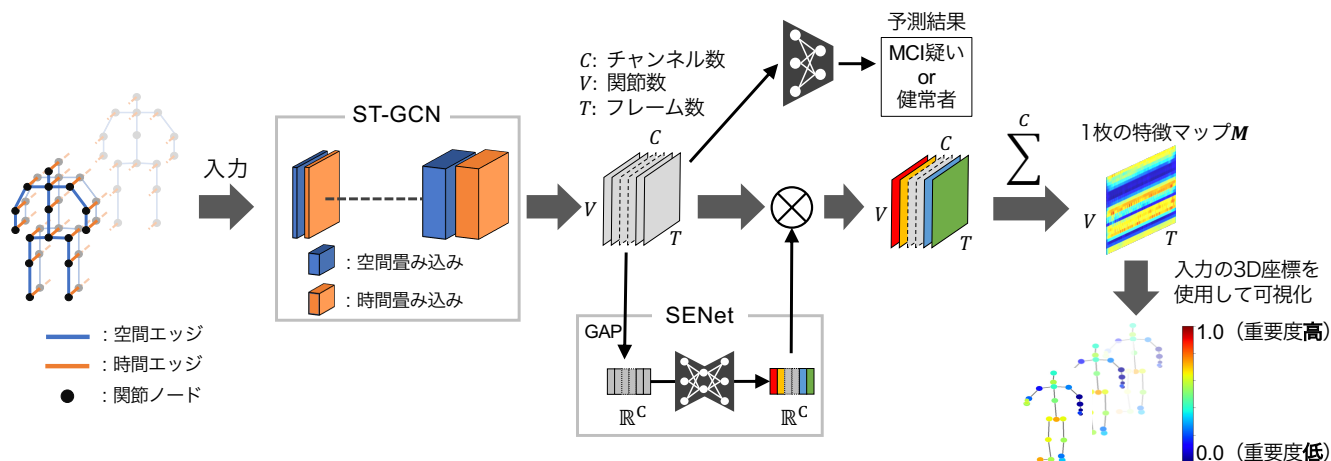 入力
: 空間エッジ
: 時間エッジ
: 関節ノード
ST-GCN
: 空間畳み込み
: 時間畳み込み
C: チャンネル数
V: 関節数
T: フレーム数
C
V
T
予測結果
MCI疑い
or
健常者
SENet
GAP
ℝC
ℝC
C
V
T
C
∑
1枚の特徴マップM
V
T
入力の3D座標を
使用して可視化
1.0（重要度高）
0.0（重要度低）